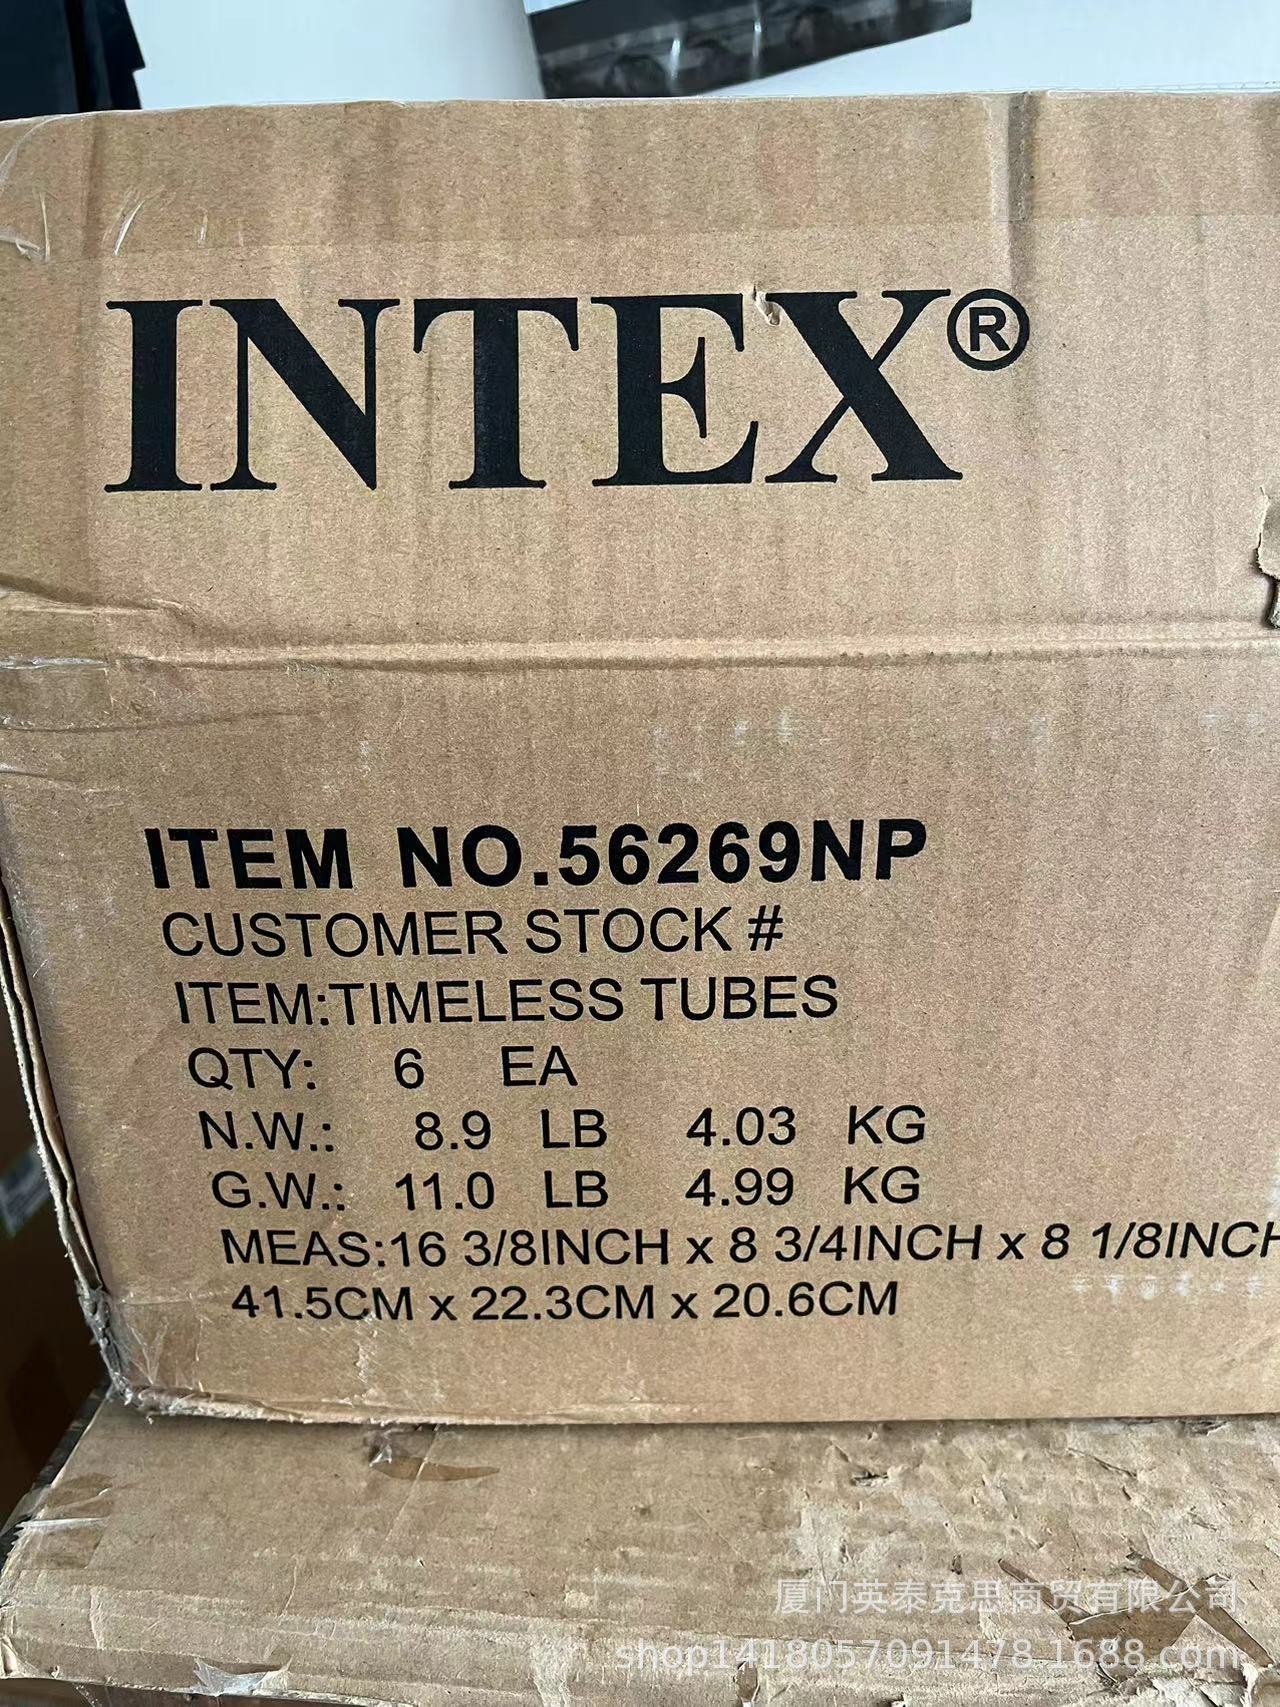 INTEX®
ITEM NO.56269NP
CUSTOMER STOCK #
ITEM:TIMELESS TUBES
QTY: 6 EA
N.W.: 8.9 LB 4.03 KG
G.W.: 11.0 LB 4.99 KG
MEAS:16 3/8INCH x 8 3/4INCH x 8 1/8INCH
41.5CM x 22.3CM x 20.6CM
厦门英泰克思商贸有限公司
shop1418057091478.1688.com